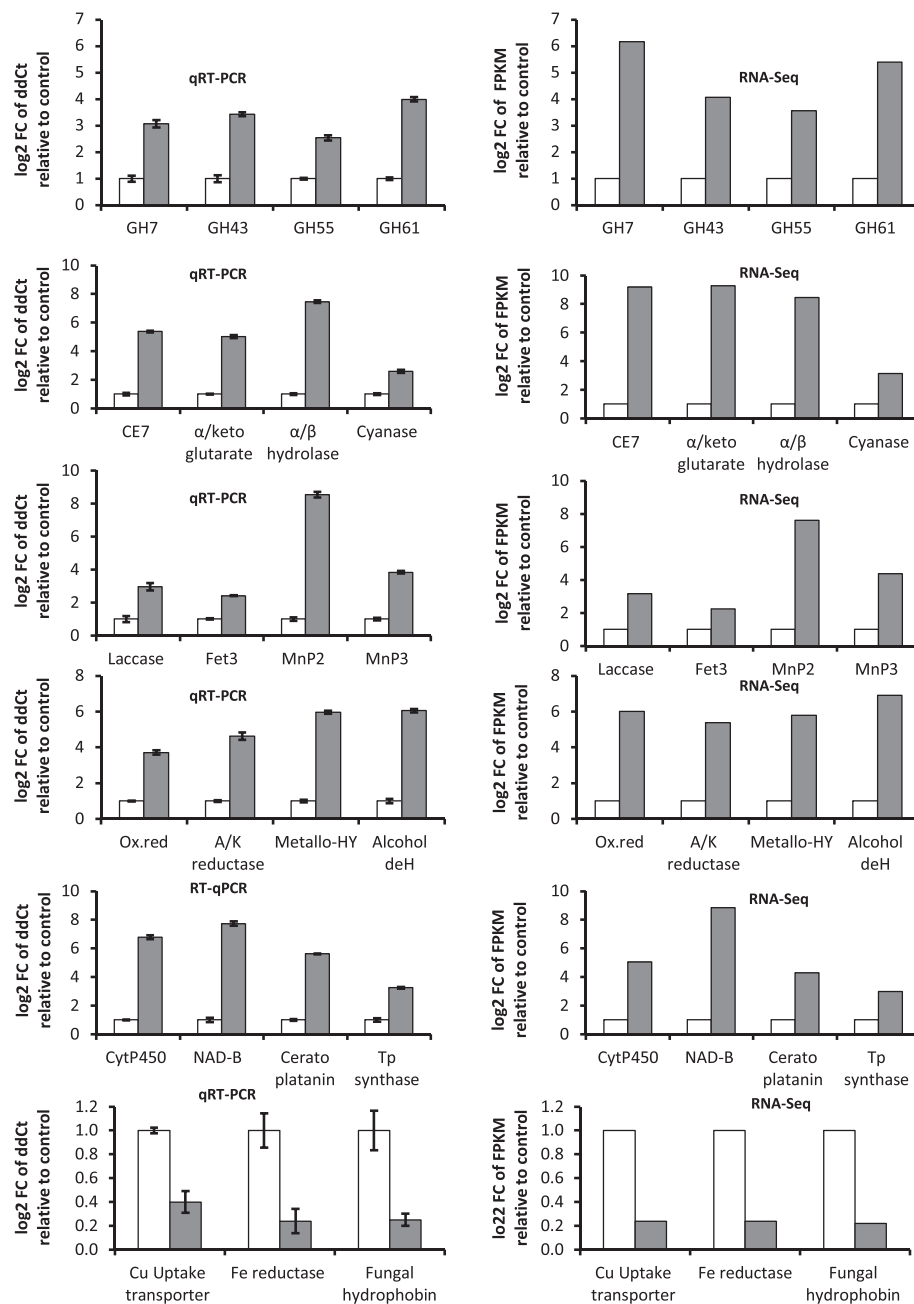 log2 FC of ddCt
relative to control
qRT-PCR
7
6
5
4
3
2
1
0
GH7 GH43 GH55 GH61
log2 FC of FPKM
relative to control
RNA-Seq
7
6
5
4
3
2
1
0
GH7 GH43 GH55 GH61
log2 FC of ddCt
relative to control
qRT-PCR
10
8
6
4
2
0
CE7 α/keto α/β Cyanase
glutarate hydrolase
log2 FC of FPKM
relative to control
RNA-Seq
10
8
6
4
2
0
CE7 α/keto α/β Cyanase
glutarate hydrolase
log2 FC of ddCt
relative to control
qRT-PCR
10
8
6
4
2
0
Laccase Fet3 MnP2 MnP3
log2 FC of FPKM
relative to control
RNA-Seq
10
8
6
4
2
0
Laccase Fet3 MnP2 MnP3
log2 FC of ddCt
relative to control
qRT-PCR
8
6
4
2
0
Ox.red A/K Metallo-HY Alcohol
reductase deH
log2 FC of FPKM
relative to control
RNA-Seq
8
6
4
2
0
Ox.red A/K Metallo-HY Alcohol
reductase deH
log2 FC of ddCt
relative to control
RT-qPCR
10
8
6
4
2
0
CytP450 NAD-B Cerato Tp
platanin synthase
log2 FC of FPKM
relative to control
RNA-Seq
10
8
6
4
2
0
CytP450 NAD-B Cerato Tp
platanin synthase
log2 FC of ddCt
relative to control
qRT-PCR
1.2
1.0
0.8
0.6
0.4
0.2
0.0
Cu Uptake Fe reductase Fungal
transporter hydrophobin
lo22 FC of FPKM
relative to control
RNA-Seq
1.2
1.0
0.8
0.6
0.4
0.2
0.0
Cu Uptake Fe reductase Fungal
transporter hydrophobin